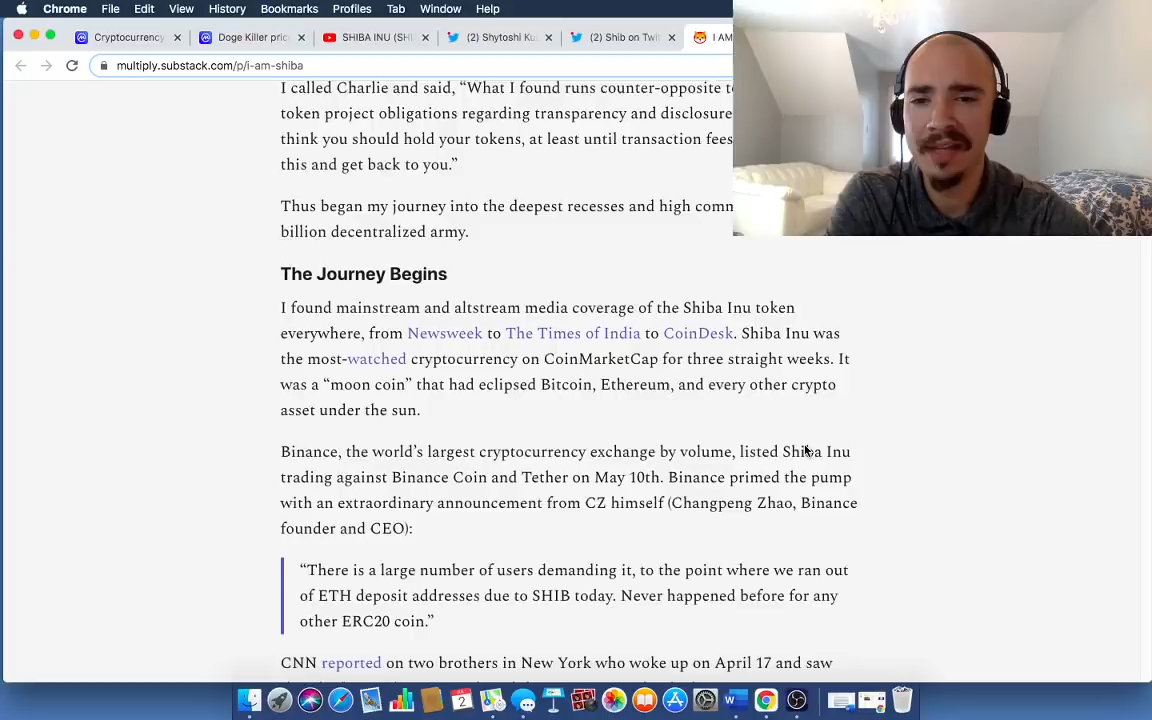 Chrome File Edit View History Bookmarks Profiles Tab Window Help
Cryptocurrency
Doge Killer pri
SHIBA INU (SH
(2) Shytoshi Ku
(2) Shib on Twi
I AM
multiply.substack.com/p/i-am-shiba
I called Charlie and said, “What I found runs counter-opposite
token project obligations regarding transparency and disclosure
think you should hold your tokens, at least until transaction fees
this and get back to you.”
Thus began my journey into the deepest recesses and high
billion decentralized army.
The Journey Begins
I found mainstream and altstream media coverage of the Shiba Inu token
everywhere, from Newsweek to The Times of India to CoinDesk. Shiba Inu was
the most-watched cryptocurrency on CoinMarketCap for three straight weeks. It
was a “moon coin” that had eclipsed Bitcoin, Ethereum, and every other crypto
asset under the sun.
Binance, the world’s largest cryptocurrency exchange by volume, listed Shiba Inu
trading against Binance Coin and Tether on May 10th. Binance primed the pump
with an extraordinary announcement from CZ himself (Changpeng Zhao, Binance
founder and CEO):
“There is a large number of users demanding it, to the point where we ran out
of ETH deposit addresses due to SHIB today. Never happened before for any
other ERC20 coin.”
CNN reported on two brothers in New York who woke up on April 17 and saw
2